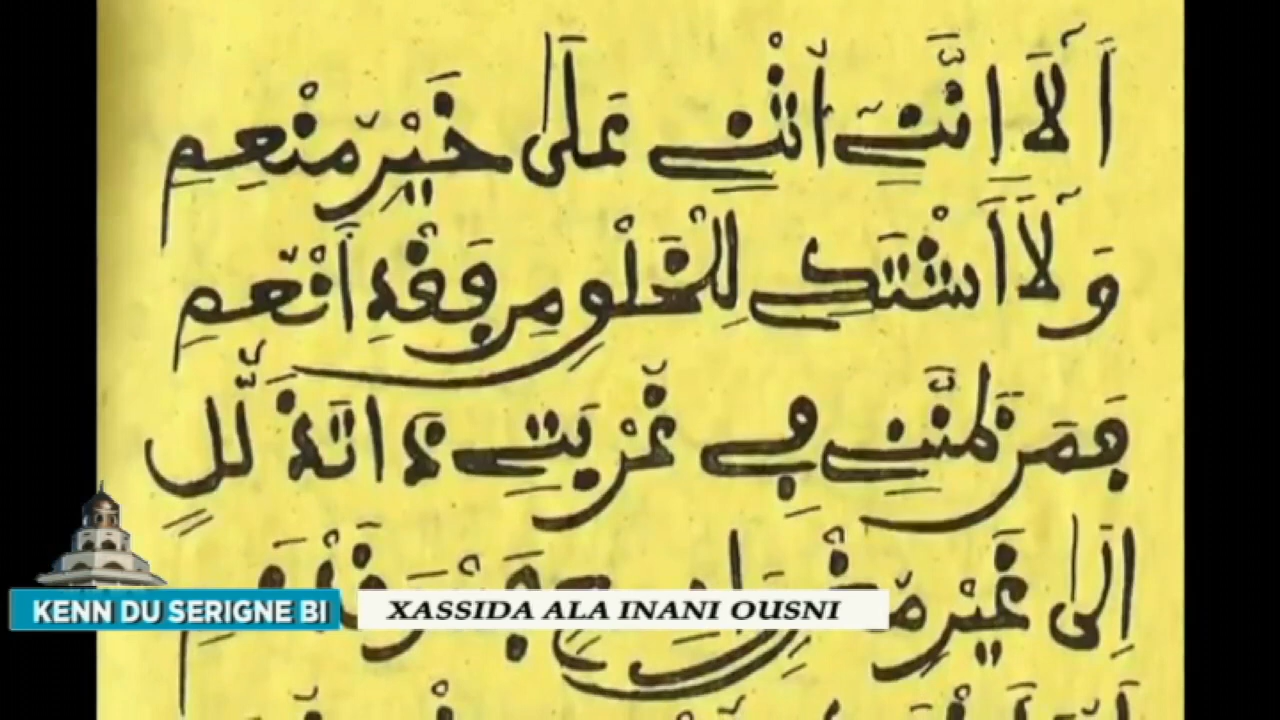 أَلَا إِنَّنِي أُثْنِي عَلَى خَيْرِ مُنْعِمِ
وَلَا أَشْتَكِي لِلْخَلْقِ مِن فَقْدِ أَنْعُمِ
فَمَن ظَنَّنِي فِي غُرْبَتِي ذَا تَذَلُّلِ
إِلَى غَيْرِ
KENN DU SERIGNE BI
XASSIDA ALA INANI OUSNI